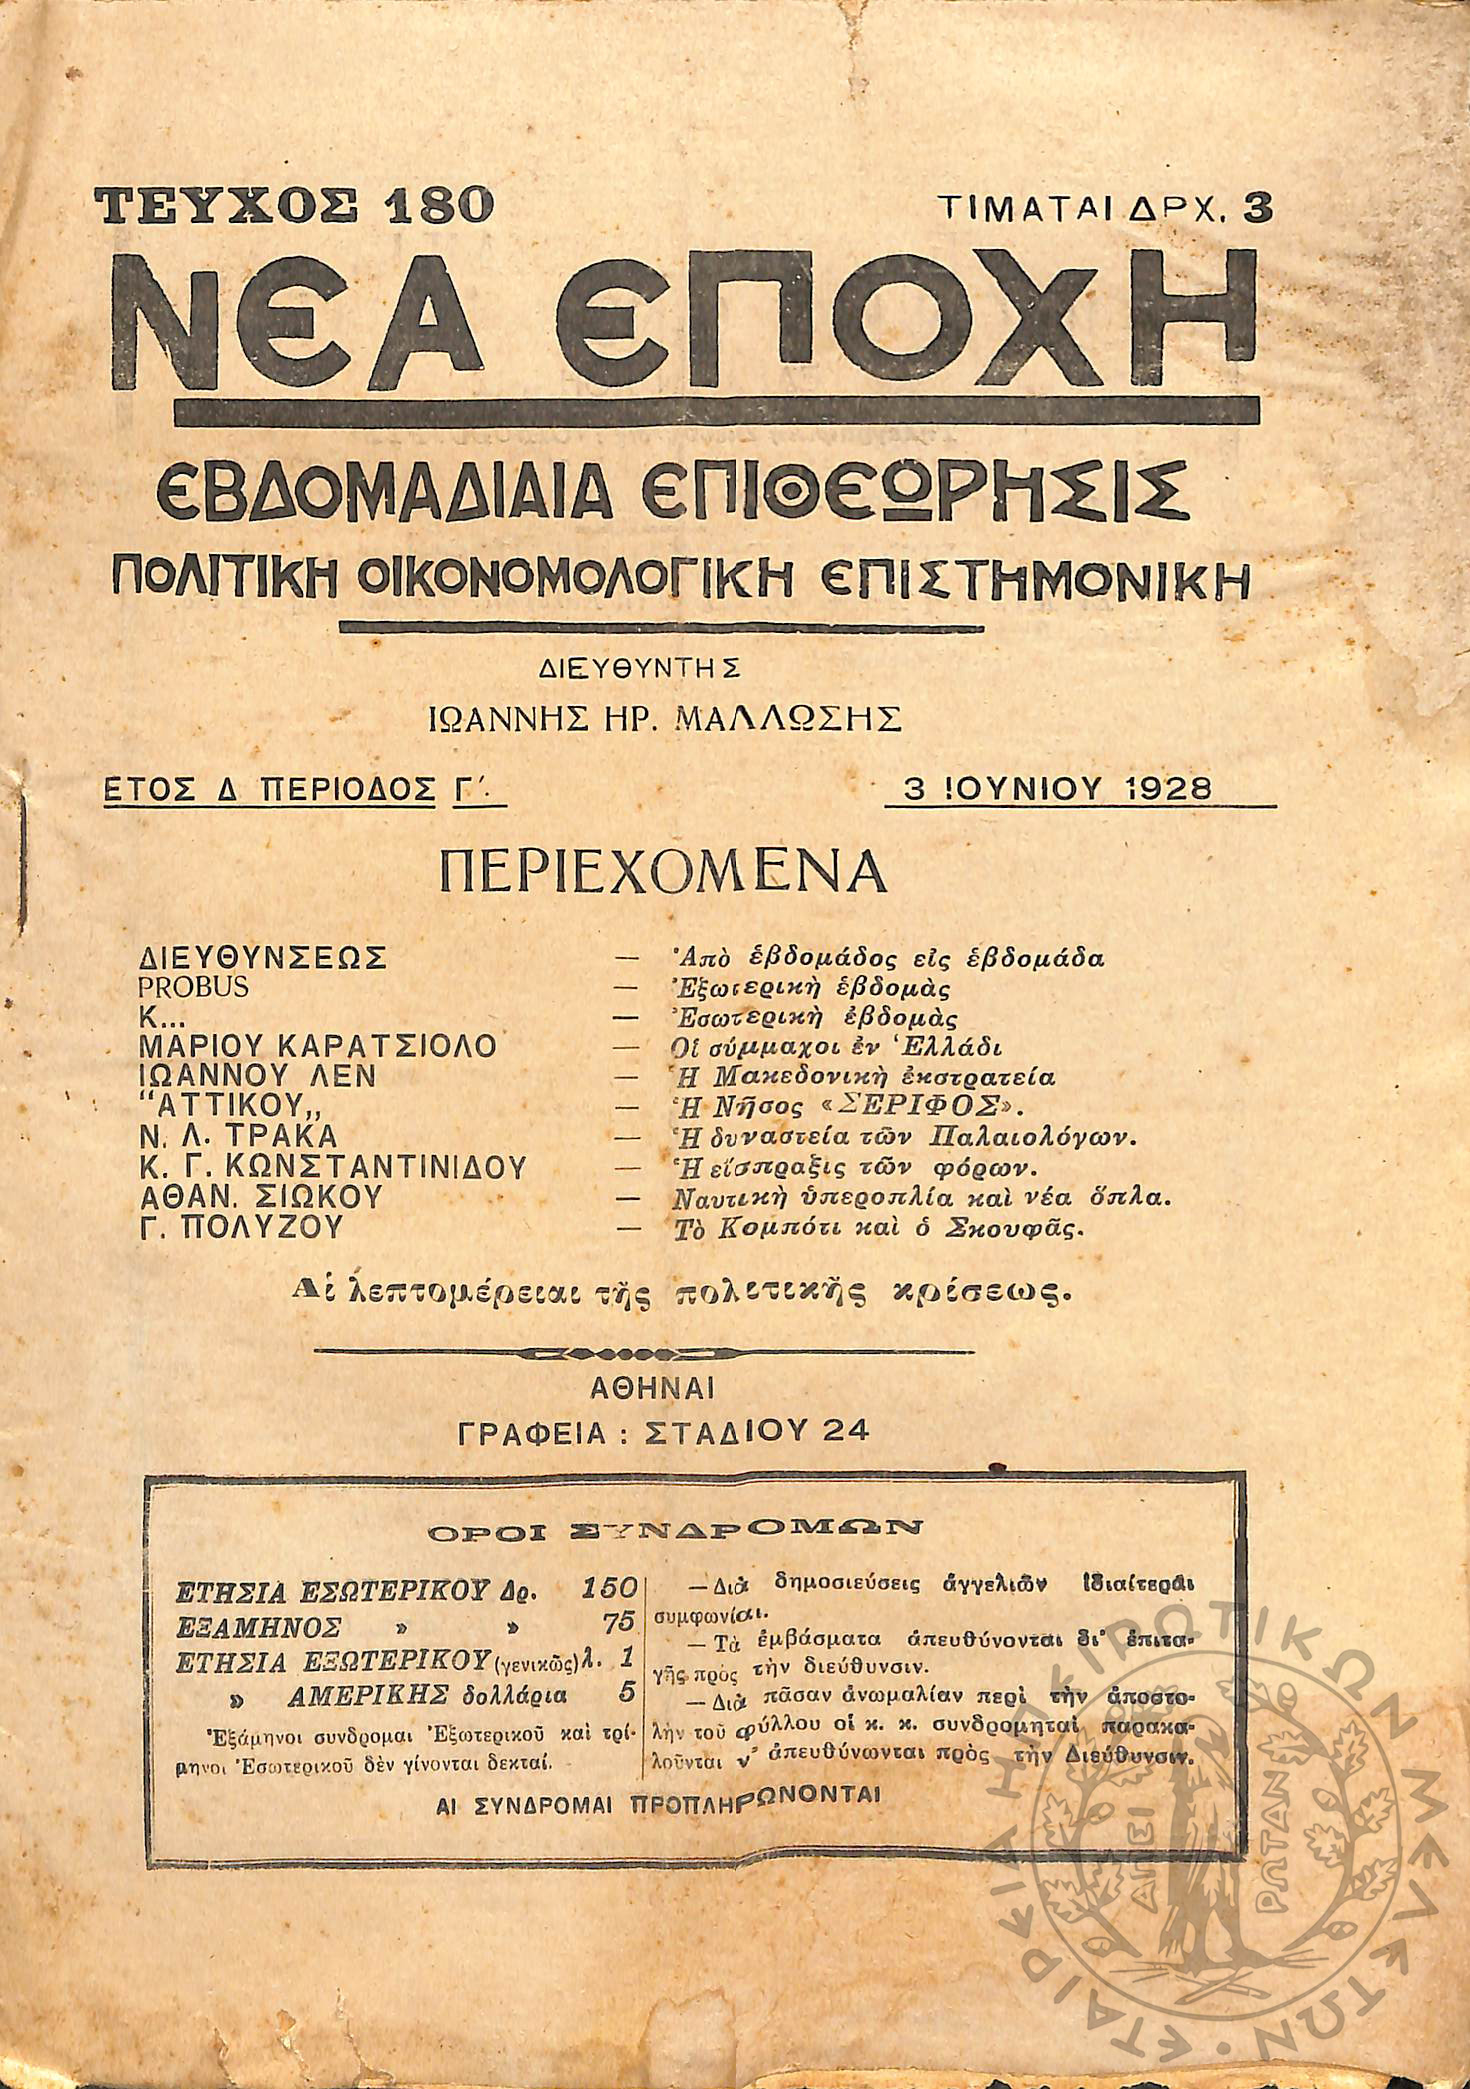 ΤΕΥΧΟΣ 180 ΤΙΜΑΤΑΙ ΔΡΧ. 3
ΝΕΑ ΕΠΟΧΗ
ΕΒΔΟΜΑΔΙΑΙΑ ΕΠΙΘΕΩΡΗΣΙΣ
ΠΟΛΙΤΙΚΗ ΟΙΚΟΝΟΜΟΛΟΓΙΚΗ ΕΠΙΣΤΗΜΟΝΙΚΗ
ΔΙΕΥΘΥΝΤΗΣ
ΙΩΑΝΝΗΣ ΗΡ. ΜΑΛΛΩΣΗΣ
ΕΤΟΣ Δ ΠΕΡΙΟΔΟΣ Γ΄. 3 ΙΟΥΝΙΟΥ 1928
ΠΕΡΙΕΧΟΜΕΝΑ
ΔΙΕΥΘΥΝΣΕΩΣ — Ἀπὸ ἑβδομάδος εἰς ἑβδομάδα
PROBUS — Ἐξωτερικὴ ἑβδομὰς
Κ... — Ἐσωτερικὴ ἐβδομὰς
ΜΑΡΙΟΥ ΚΑΡΑΤΣΙΟΛΟ — Οἱ σύμμαχοι ἐν Ἑλλάδι
ΙΩΑΝΝΟΥ ΛΕΝ — Ἡ Μακεδονικὴ ἐκστρατεία
"ΑΤΤΙΚΟΥ„ — Ἡ Νῆσος «ΣΕΡΙΦΟΣ».
Ν. Λ. ΤΡΑΚΑ — Ἡ δυναστεία τῶν Παλαιολόγων.
Κ. Γ. ΚΩΝΣΤΑΝΤΙΝΙΔΟΥ — Ἡ εἴσπραξις τῶν φόρων.
ΑΘΑΝ. ΣΙΩΚΟΥ — Ναυτικὴ ὑπεροπλία καὶ νέα ὅπλα.
Γ. ΠΟΛΥΖΟΥ — Τὸ Κομπότι καὶ ὁ Σκουφᾶς.
Αἱ λεπτομέρειαι τῆς πολιτικῆς κρίσεως.
ΑΘΗΝΑΙ
ΓΡΑΦΕΙΑ : ΣΤΑΔΙΟΥ 24
ΟΡΟΙ ΣΥΝΔΡΟΜΩΝ
ΕΤΗΣΙΑ ΕΣΩΤΕΡΙΚΟΥ Δρ. 150
ΕΞΑΜΗΝΟΣ » » 75
ΕΤΗΣΙΑ ΕΞΩΤΕΡΙΚΟΥ (γενικῶς) λ. 1
» ΑΜΕΡΙΚΗΣ δολλάρια 5
Ἑξάμηνοι συνδρομαι Ἐξωτερικοῦ καὶ τρί-
μηνοι Ἐσωτερικοῦ δὲν γίνονται δεκταί.
— Διὰ δημοσιεύσεις ἀγγελιῶν ἰδιαίτεραι
συμφωνίαι.
— Τὰ ἐμβάσματα ἀπευθύνονται δι' ἐπιτα-
γῆς πρὸς τὴν διεύθυνσιν.
— Διὰ πᾶσαν ἀνωμαλίαν περὶ τὴν ἀποστο-
λὴν τοῦ φύλλου οἱ κ. κ. συνδρομηταὶ παρακα-
λοῦνται ν' ἀπευθύνωνται πρὸς τὴν Διεύθυνσιν.
ΑΙ ΣΥΝΔΡΟΜΑΙ ΠΡΟΠΛΗΡΩΝΟΝΤΑΙ
ΕΤΑΙΡΕΙΑ ΗΠΕΙΡΩΤΙΚΩΝ ΜΕΛΕΤΩΝ
ΑΠΕΙ ΡΩΤΑΝ